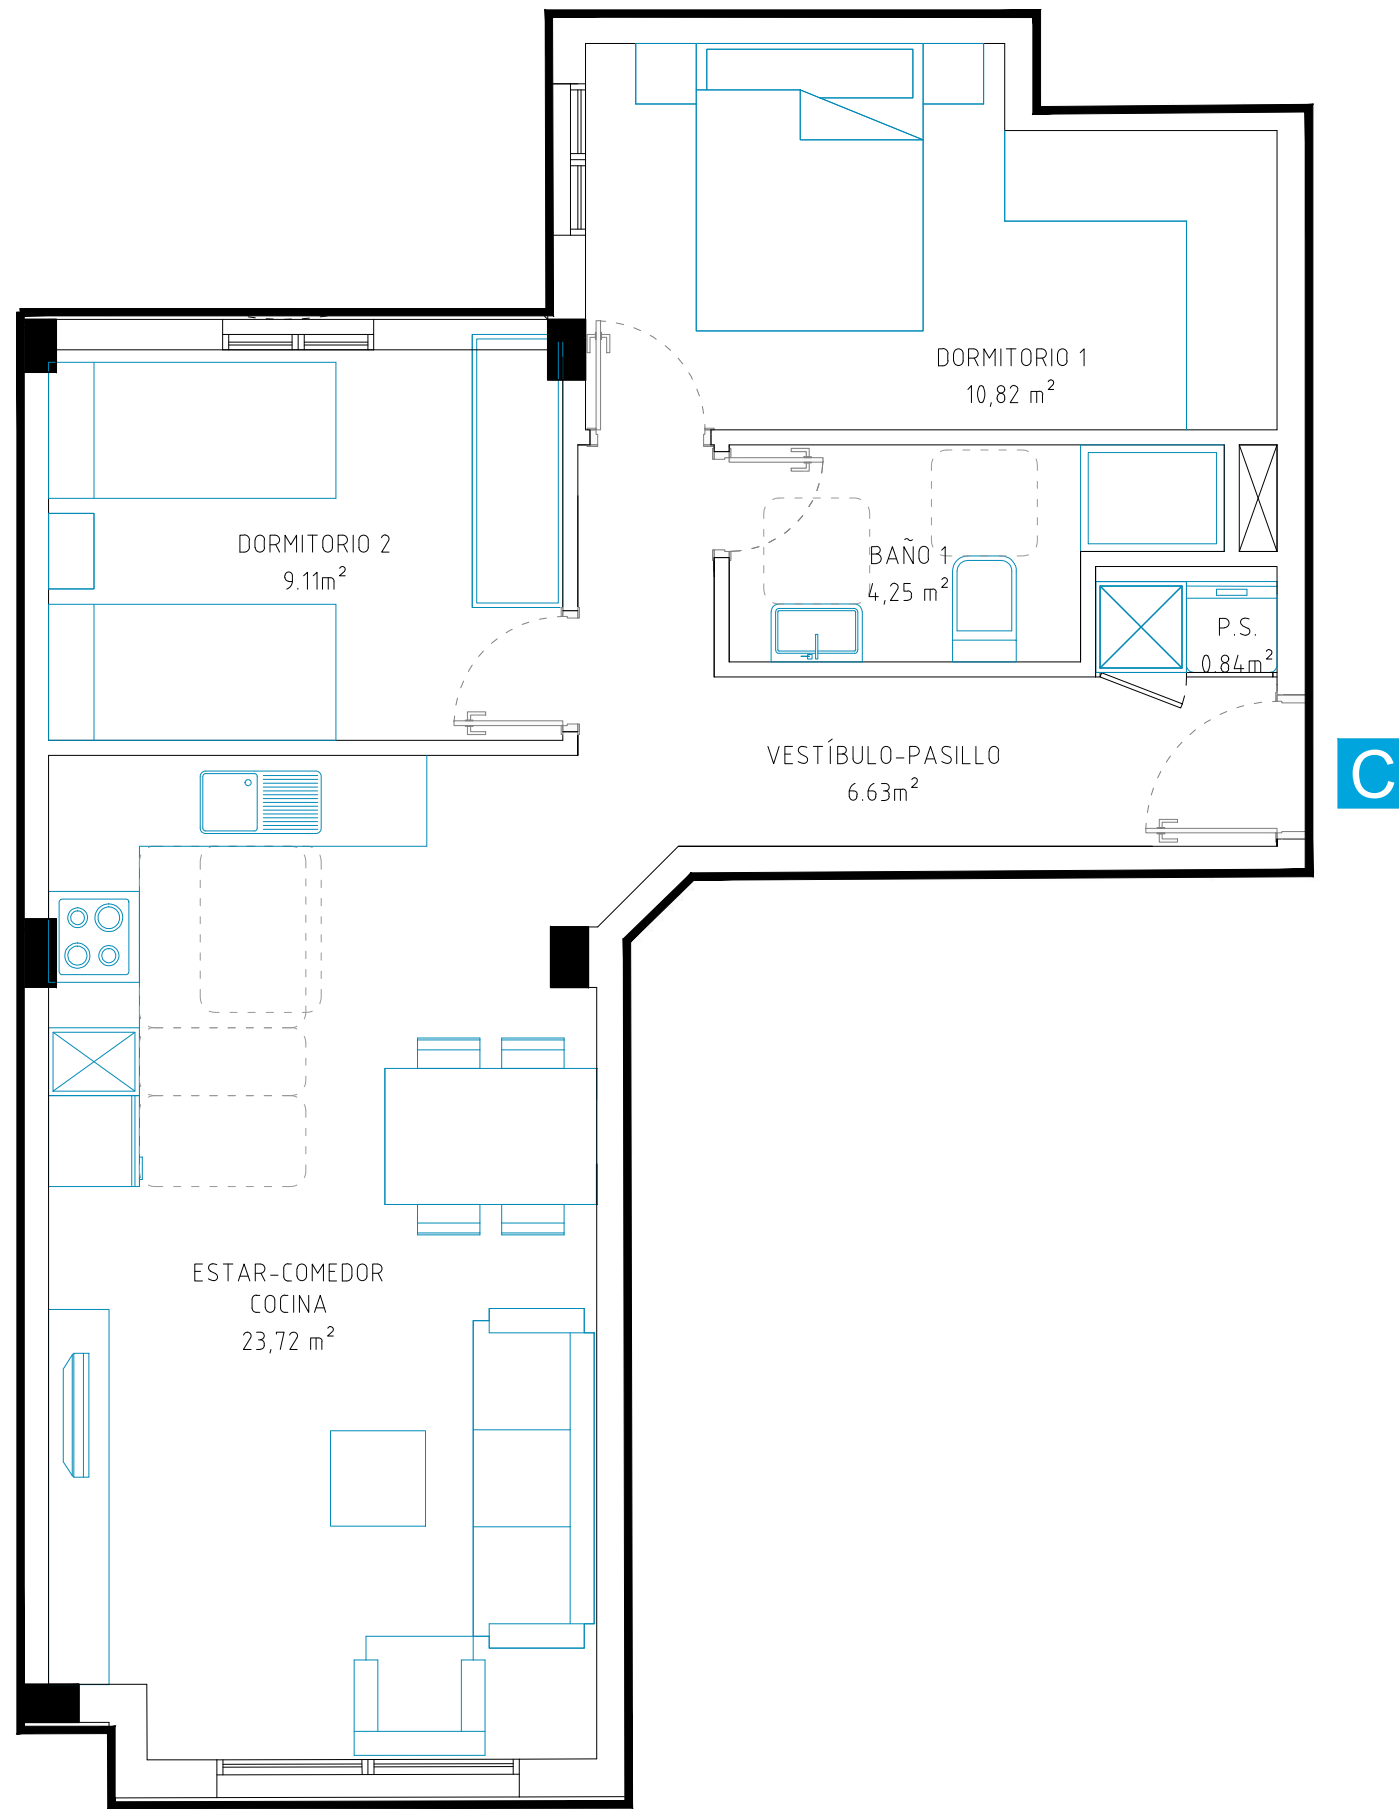 DORMITORIO 1
10,82 m²
DORMITORIO 2
9.11m²
BAÑO 1
4,25 m²
P.S.
0.84m²
VESTÍBULO-PASILLO
6.63m²
C
ESTAR-COMEDOR
COCINA
23,72 m²